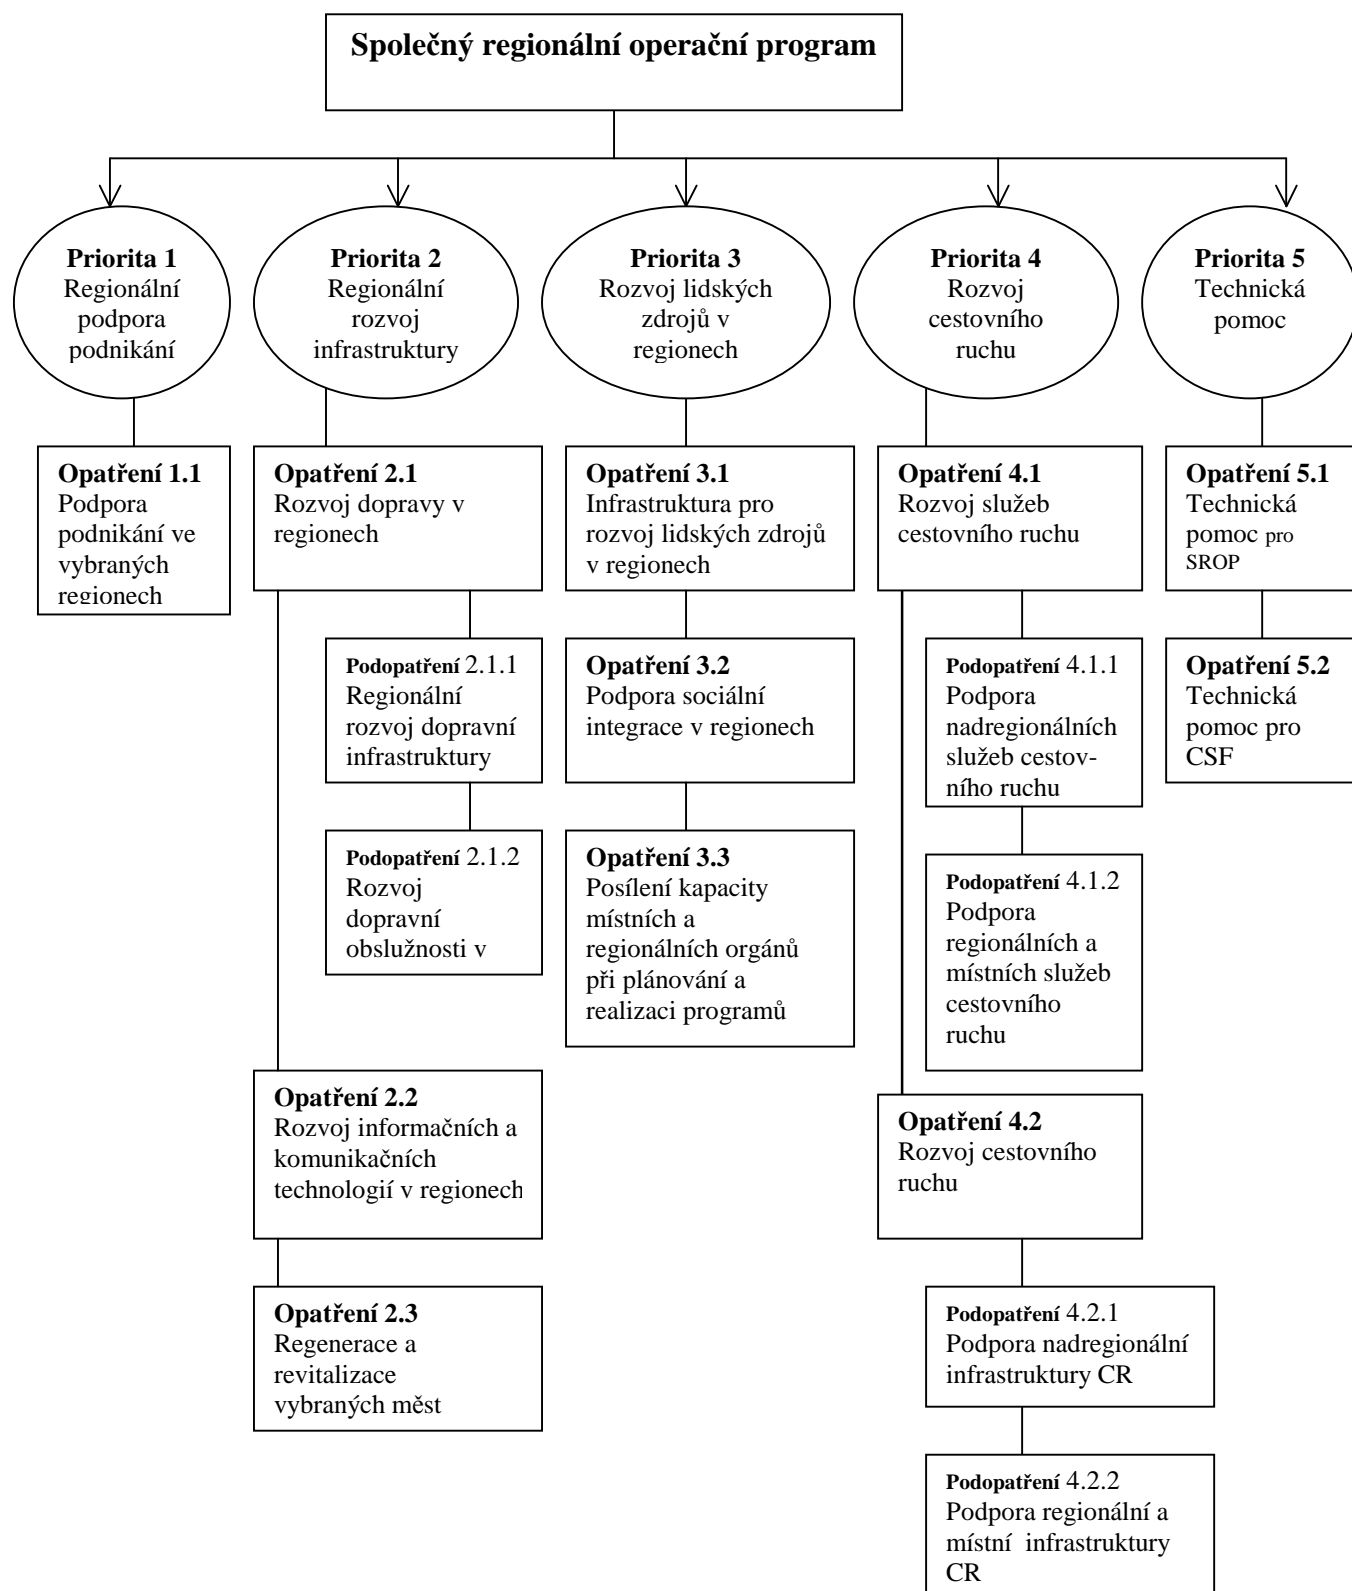 Společný regionální operační program
Priorita 1
Regionální
podpora
podnikání
Priorita 2
Regionální
rozvoj
infrastruktury
Priorita 3
Rozvoj lidských
zdrojů v
regionech
Priorita 4
Rozvoj
cestovního
ruchu
Priorita 5
Technická
pomoc
Opatření 1.1
Podpora
podnikání ve
vybraných
regionech
Opatření 2.1
Rozvoj dopravy v
regionech
Opatření 3.1
Infrastruktura pro
rozvoj lidských zdrojů
v regionech
Opatření 4.1
Rozvoj služeb
cestovního ruchu
Opatření 5.1
Technická
pomoc pro
SROP
Podopatření 2.1.1
Regionální
rozvoj dopravní
infrastruktury
Opatření 3.2
Podpora sociální
integrace v regionech
Podopatření 4.1.1
Podpora
nadregionálních
služeb cestov-
ního ruchu
Opatření 5.2
Technická
pomoc pro
CSF
Podopatření 2.1.2
Rozvoj
dopravní
obslužnosti v
Opatření 3.3
Posílení kapacity
místních a
regionálních orgánů
při plánování a
realizaci programů
Podopatření 4.1.2
Podpora
regionálních a
místních služeb
cestovního
ruchu
Opatření 2.2
Rozvoj informačních a
komunikačních
technologií v regionech
Opatření 4.2
Rozvoj cestovního
ruchu
Opatření 2.3
Regenerace a
revitalizace
vybraných měst
Podopatření 4.2.1
Podpora nadregionální
infrastruktury CR
Podopatření 4.2.2
Podpora regionální a
místní infrastruktury
CR